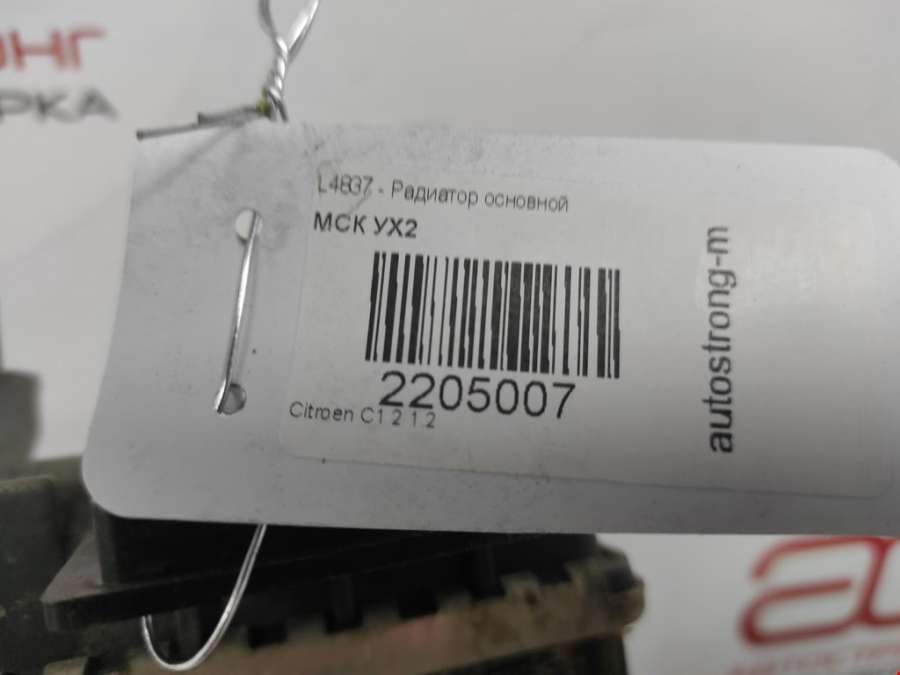 L4837 - Радиатор основной
МСК УХ2
2205007
Citroen C1 2 1.2
autostrong-m